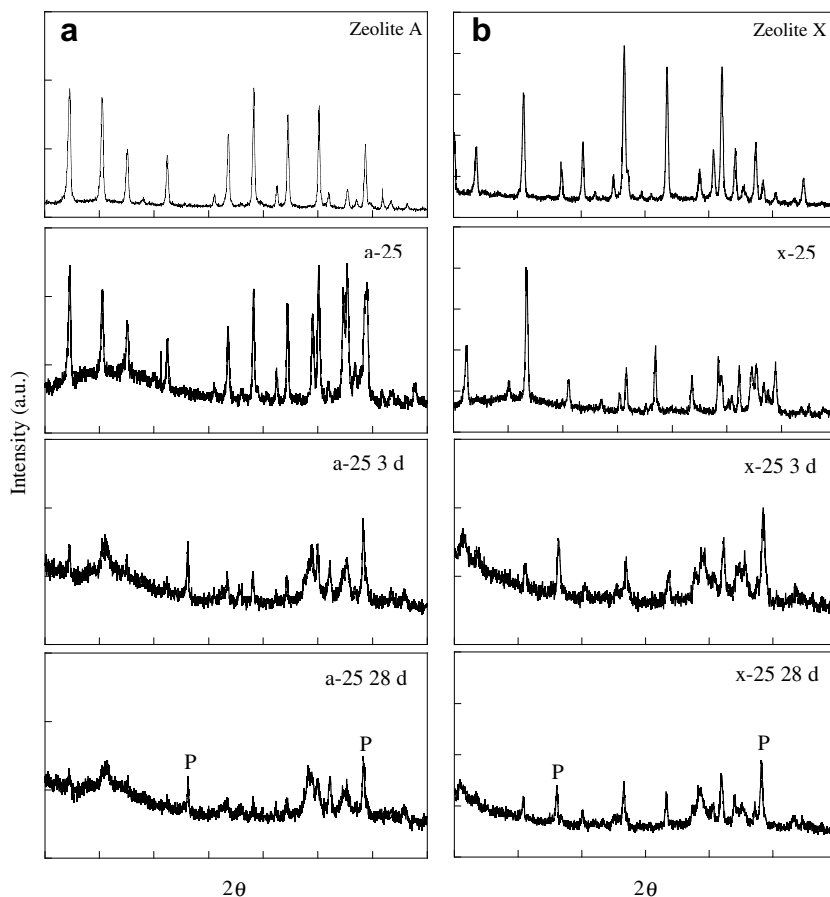 a
Zeolite A
b
Zeolite X
a-25
x-25
Intensity (a.u.)
a-25 3 d
x-25 3 d
a-25 28 d
x-25 28 d
P
P
P
P
2θ
2θ